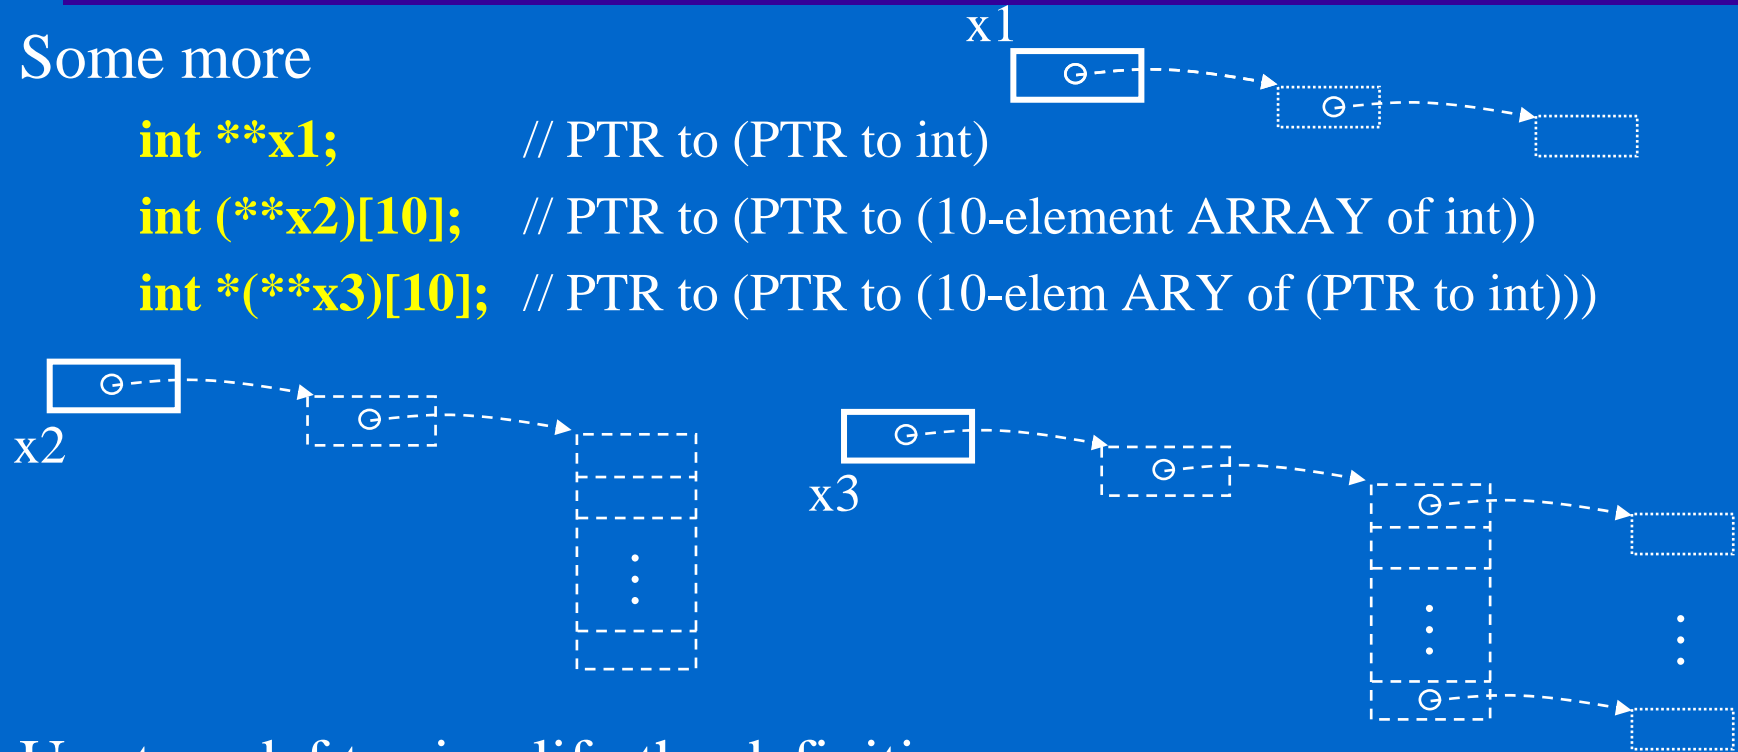 x1
Some more
int **x1; // PTR to (PTR to int)
int (**x2)[10]; // PTR to (PTR to (10-element ARRAY of int))
int *(**x3)[10]; // PTR to (PTR to (10-elem ARY of (PTR to int)))
x2
x3